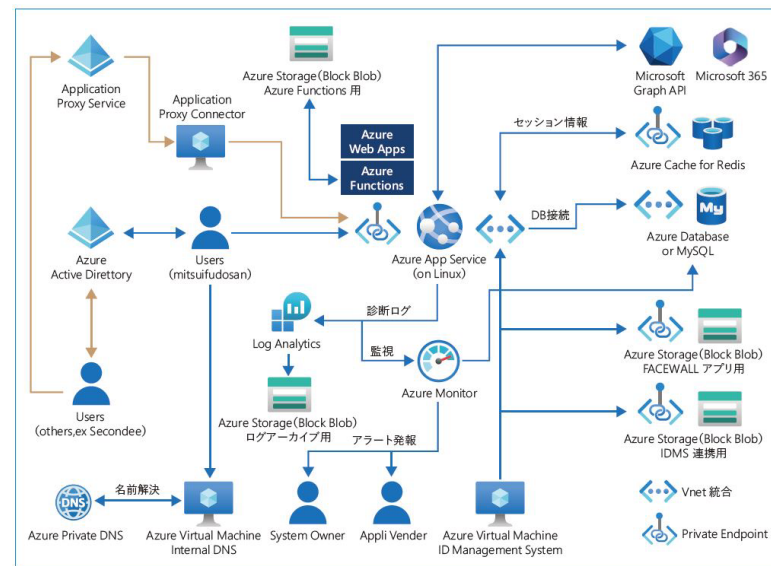 Application
Proxy Service
Application
Proxy Connector
Azure Storage(Block Blob)
Azure Functions 用
Azure
Web Apps
Azure
Functions
Microsoft
Graph API
Microsoft 365
セッション情報
Azure Cache for Redis
DB接続
My
Azure Database
or MySQL
Azure
Active Direttory
Users
(mitsuifudosan)
Azure App Service
(on Linux)
診断ログ
Log Analytics
監視
Azure Monitor
Azure Storage(Block Blob)
FACEWALL アプリ用
Users
(others,ex Secondee)
Azure Storage(Block Blob)
ログアーカイブ用
アラート発報
Azure Storage(Block Blob)
IDMS 連携用
DNS
名前解決
Azure Private DNS
Azure Virtual Machine
Internal DNS
System Owner
Appli Vender
Azure Virtual Machine
ID Management System
Vnet 統合
Private Endpoint